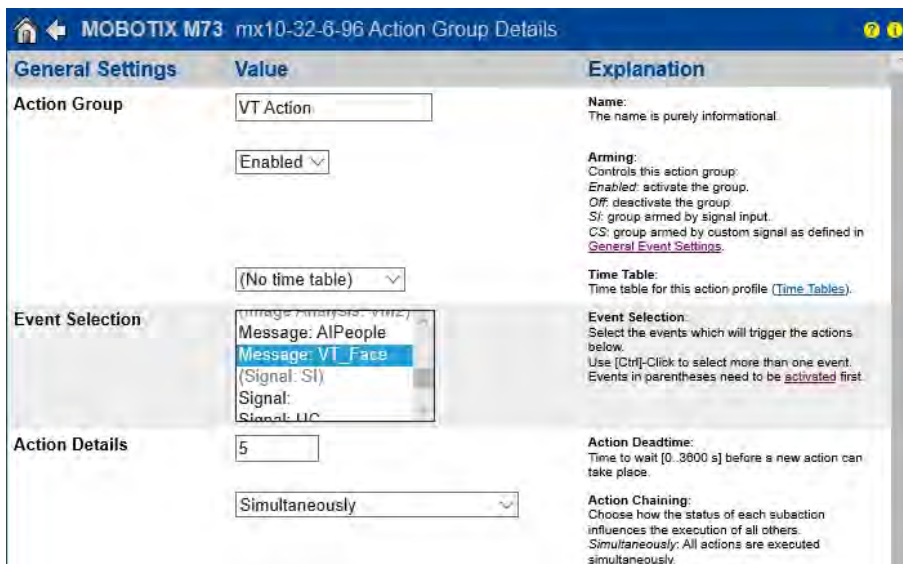 MOBOTIX M73 mx10-32-6-96 Action Group Details
General Settings Value Explanation
Action Group
VT Action
Name:
The name is purely informational.
Enabled
Arming:
Controls this action group:
Enabled: activate the group.
Off: deactivate the group
SI: group armed by signal input.
CS: group armed by custom signal as defined in
General Event Settings.
(No time table)
Time Table:
Time table for this action profile (Time Tables).
Event Selection
(Image Analysis: VM2)
Message: AIPeople
Message: VT_Face
(Signal: SI)
Signal:
Signal: UC
Event Selection:
Select the events which will trigger the actions
below.
Use [Ctrl]-Click to select more than one event.
Events in parentheses need to be activated first.
Action Details
5
Action Deadtime:
Time to wait [0..3600 s] before a new action can
take place.
Simultaneously
Action Chaining:
Choose how the status of each subaction
influences the execution of all others.
Simultaneously: All actions are executed
simultaneously.